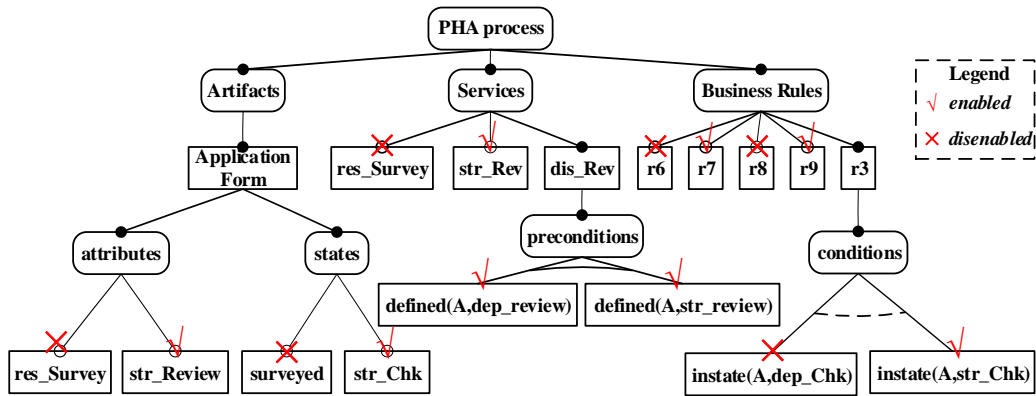 PHA process
Artifacts
Services
Business Rules
Legend
enabled
disenabled
Application
Form
res_Survey
str_Rev
dis_Rev
r6
r7
r8
r9
r3
attributes
states
preconditions
conditions
defined(A,dep_review)
defined(A,str_review)
res_Survey
str_Review
surveyed
str_Chk
instate(A,dep_Chk)
instate(A,str_Chk)